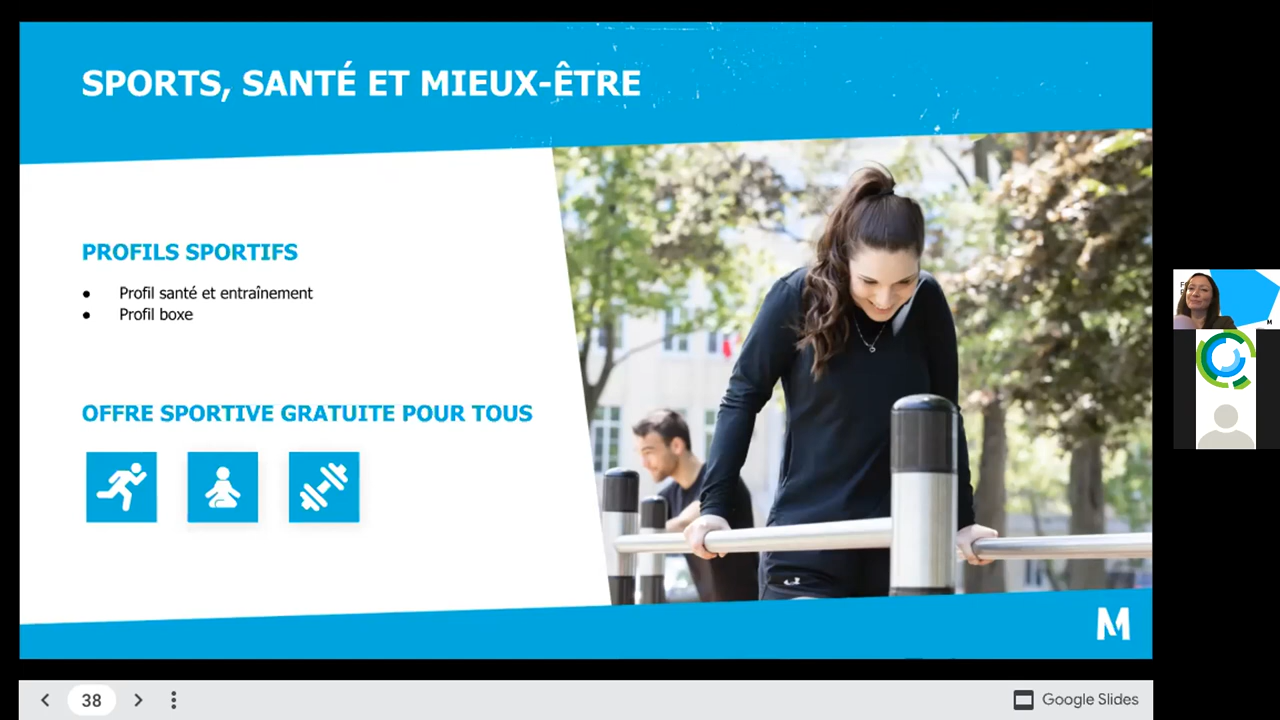 SPORTS, SANTÉ ET MIEUX-ÊTRE
PROFILS SPORTIFS
● Profil santé et entraînement
● Profil boxe
OFFRE SPORTIVE GRATUITE POUR TOUS
M
M
38
Google Slides